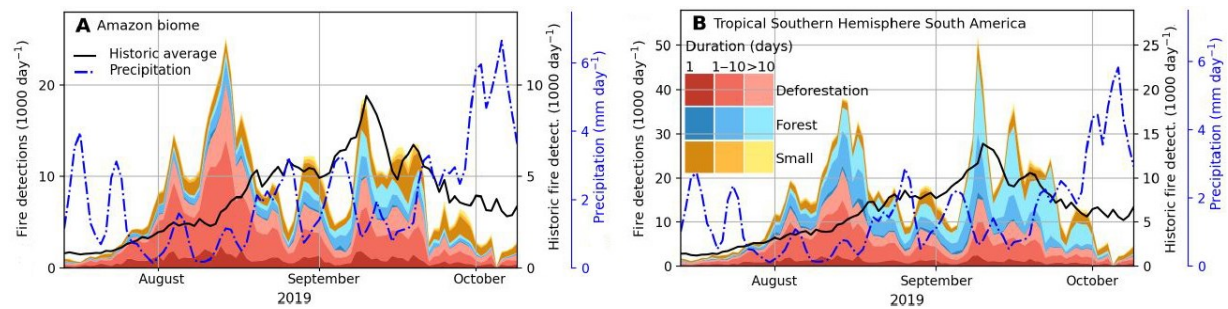 A Amazon biome
Historic average
Precipitation
Fire detections (1000 day⁻¹)
20
10
0
Historic fire detect. (1000 day⁻¹)
10
5
0
Precipitation (mm day⁻¹)
6
4
2
0
August
September
October
2019
B Tropical Southern Hemisphere South America
Duration (days)
1 1–10 >10
Deforestation
Forest
Small
Fire detections (1000 day⁻¹)
50
40
30
20
10
0
Historic fire detect. (1000 day⁻¹)
25
20
15
10
5
0
Precipitation (mm day⁻¹)
6
4
2
0
August
September
October
2019